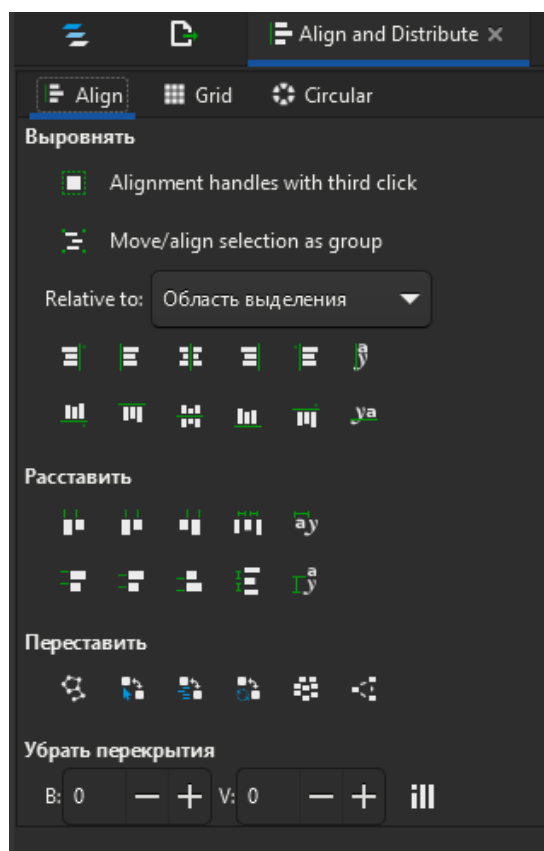 Align and Distribute
Align Grid Circular
Выровнять
Alignment handles with third click
Move/align selection as group
Relative to: Область выделения
Расставить
Переставить
Убрать перекрытия
В: 0 V: 0